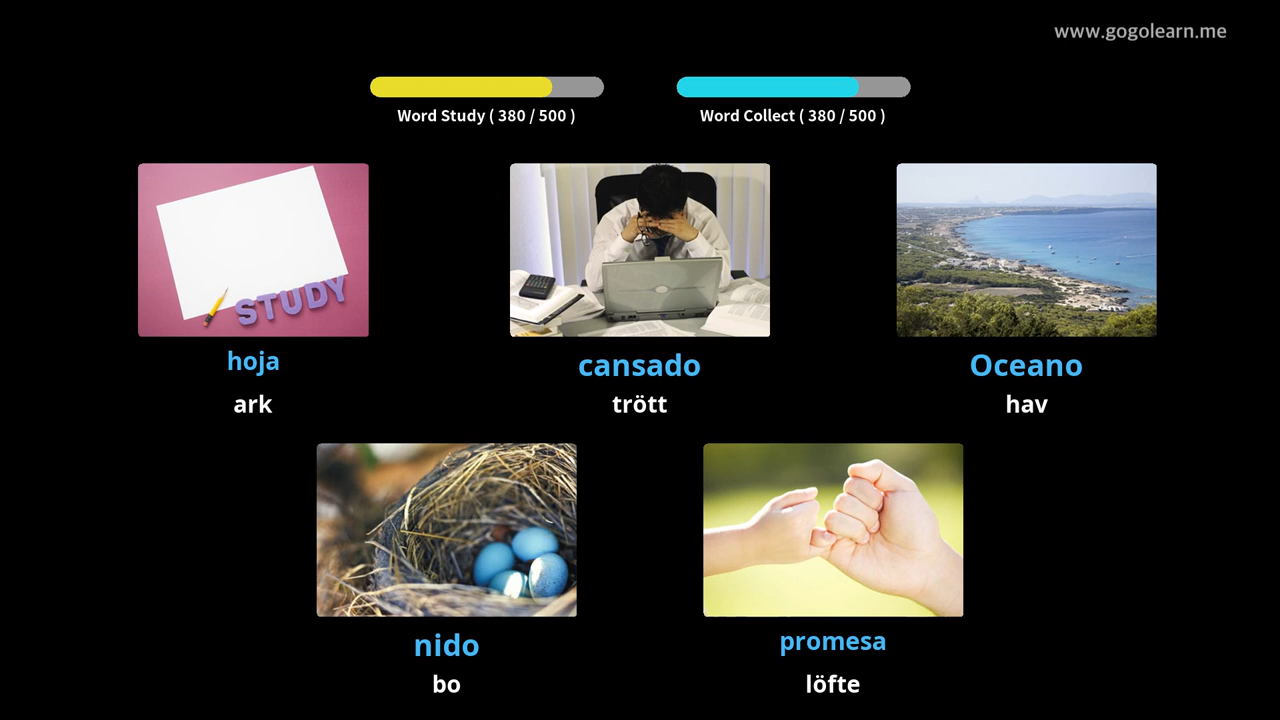 www.gogolearn.me
Word Study ( 380 / 500 )
Word Collect ( 380 / 500 )
STUDY
hoja
ark
cansado
trött
Oceano
hav
nido
bo
promesa
löfte